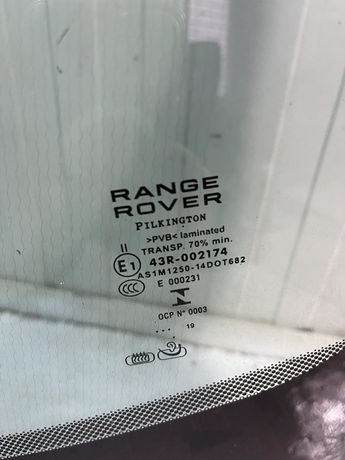 RANGE
ROVER
PILKINGTON
>PVB< laminated
II TRANSP. 70% min.
E1 43R-002174
AS1M1250-14DOT682
CCC E 000231
OCP Nº 0003
19